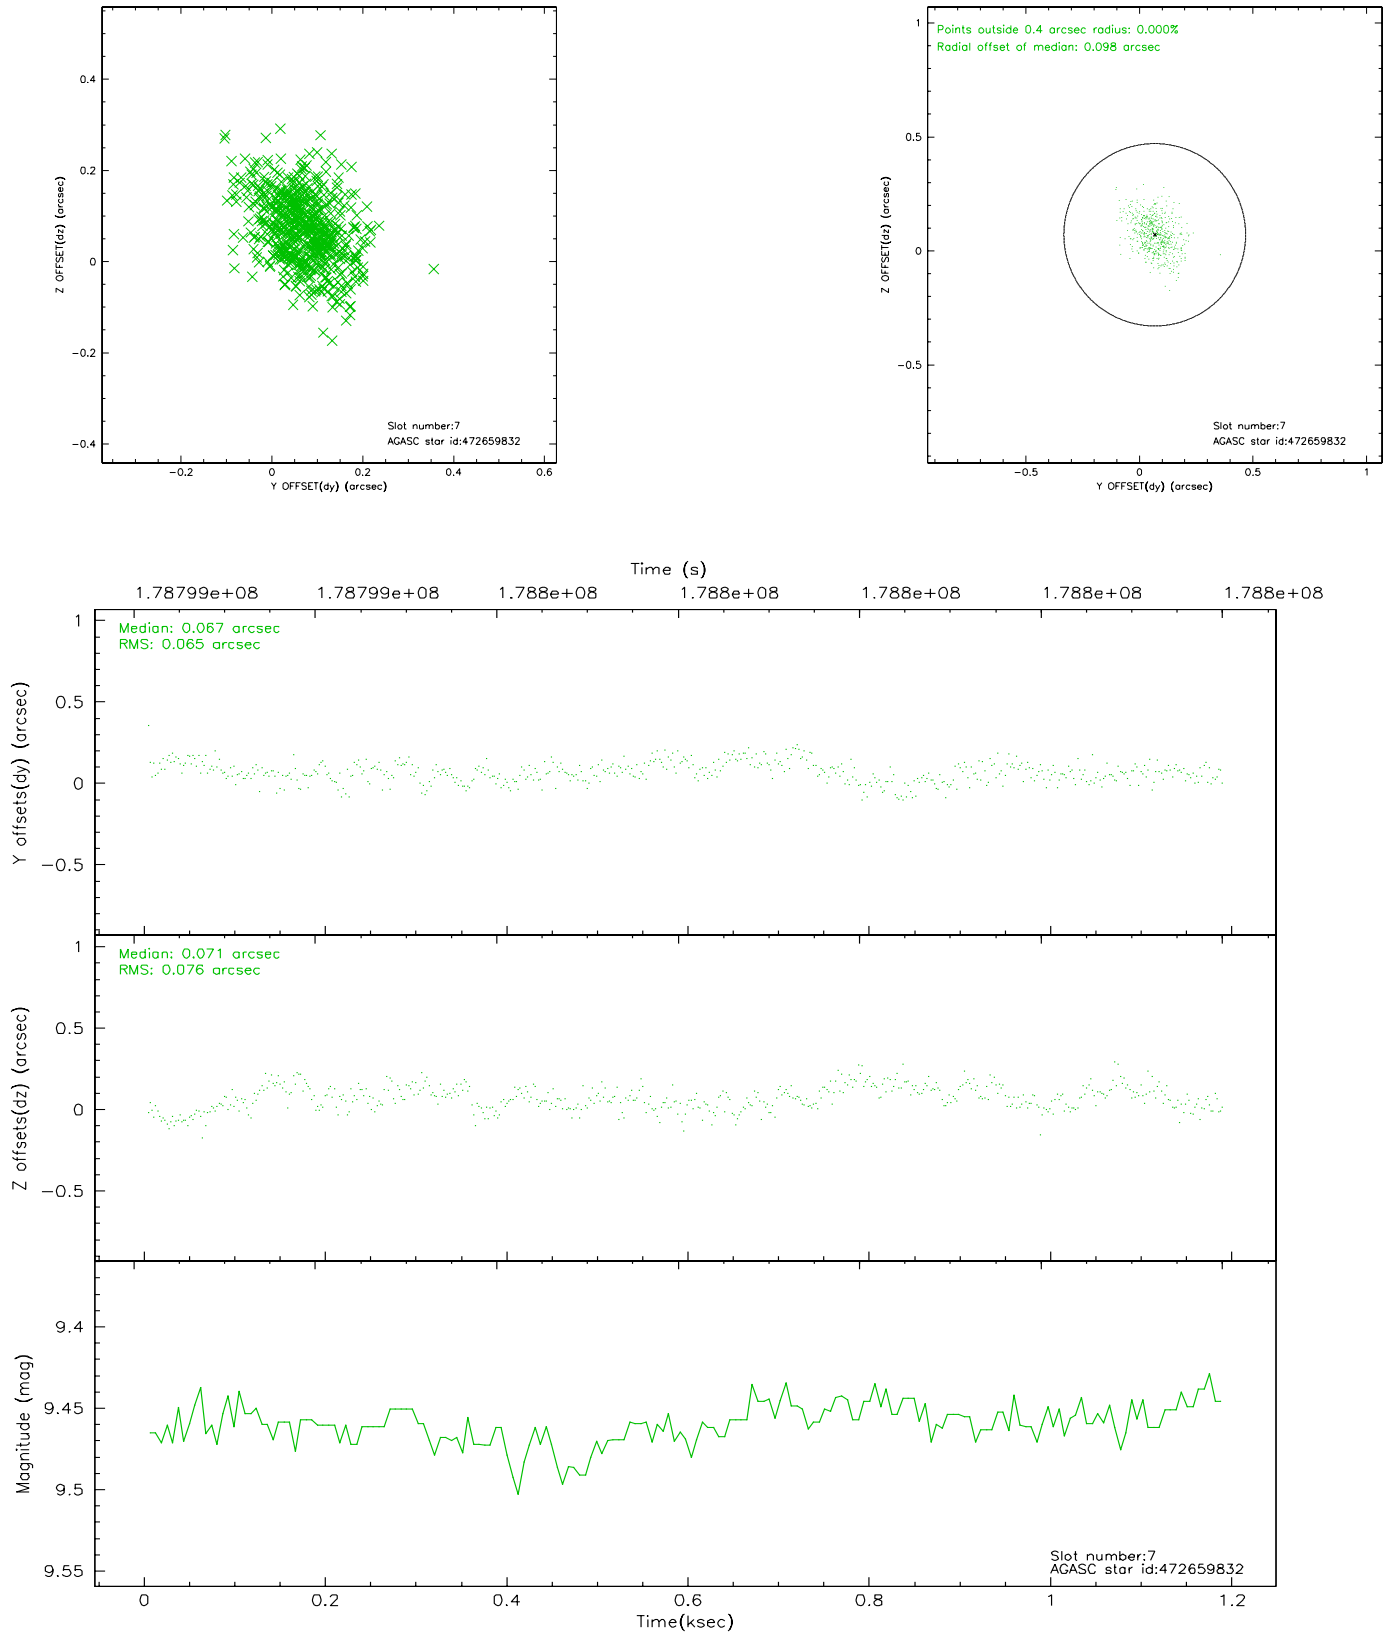 0.4
0.2
0
−0.2
−0.4
Z OFFSET(dz) (arcsec)
−0.2 0 0.2 0.4 0.6
Y OFFSET(dy) (arcsec)
Slot number:7
AGASC star id:472659832
Points outside 0.4 arcsec radius: 0.000%
Radial offset of median: 0.098 arcsec
1
0.5
0
−0.5
Z OFFSET(dz) (arcsec)
−0.5 0 0.5 1
Y OFFSET(dy) (arcsec)
Slot number:7
AGASC star id:472659832
Time (s)
1.78799e+08 1.78799e+08 1.788e+08 1.788e+08 1.788e+08 1.788e+08 1.788e+08
Median: 0.067 arcsec
RMS: 0.065 arcsec
1
0.5
0
−0.5
Y offsets(dy) (arcsec)
Median: 0.071 arcsec
RMS: 0.076 arcsec
1
0.5
0
−0.5
Z offsets(dz) (arcsec)
9.4
9.45
9.5
9.55
Magnitude (mag)
Slot number:7
AGASC star id:472659832
0 0.2 0.4 0.6 0.8 1 1.2
Time(ksec)